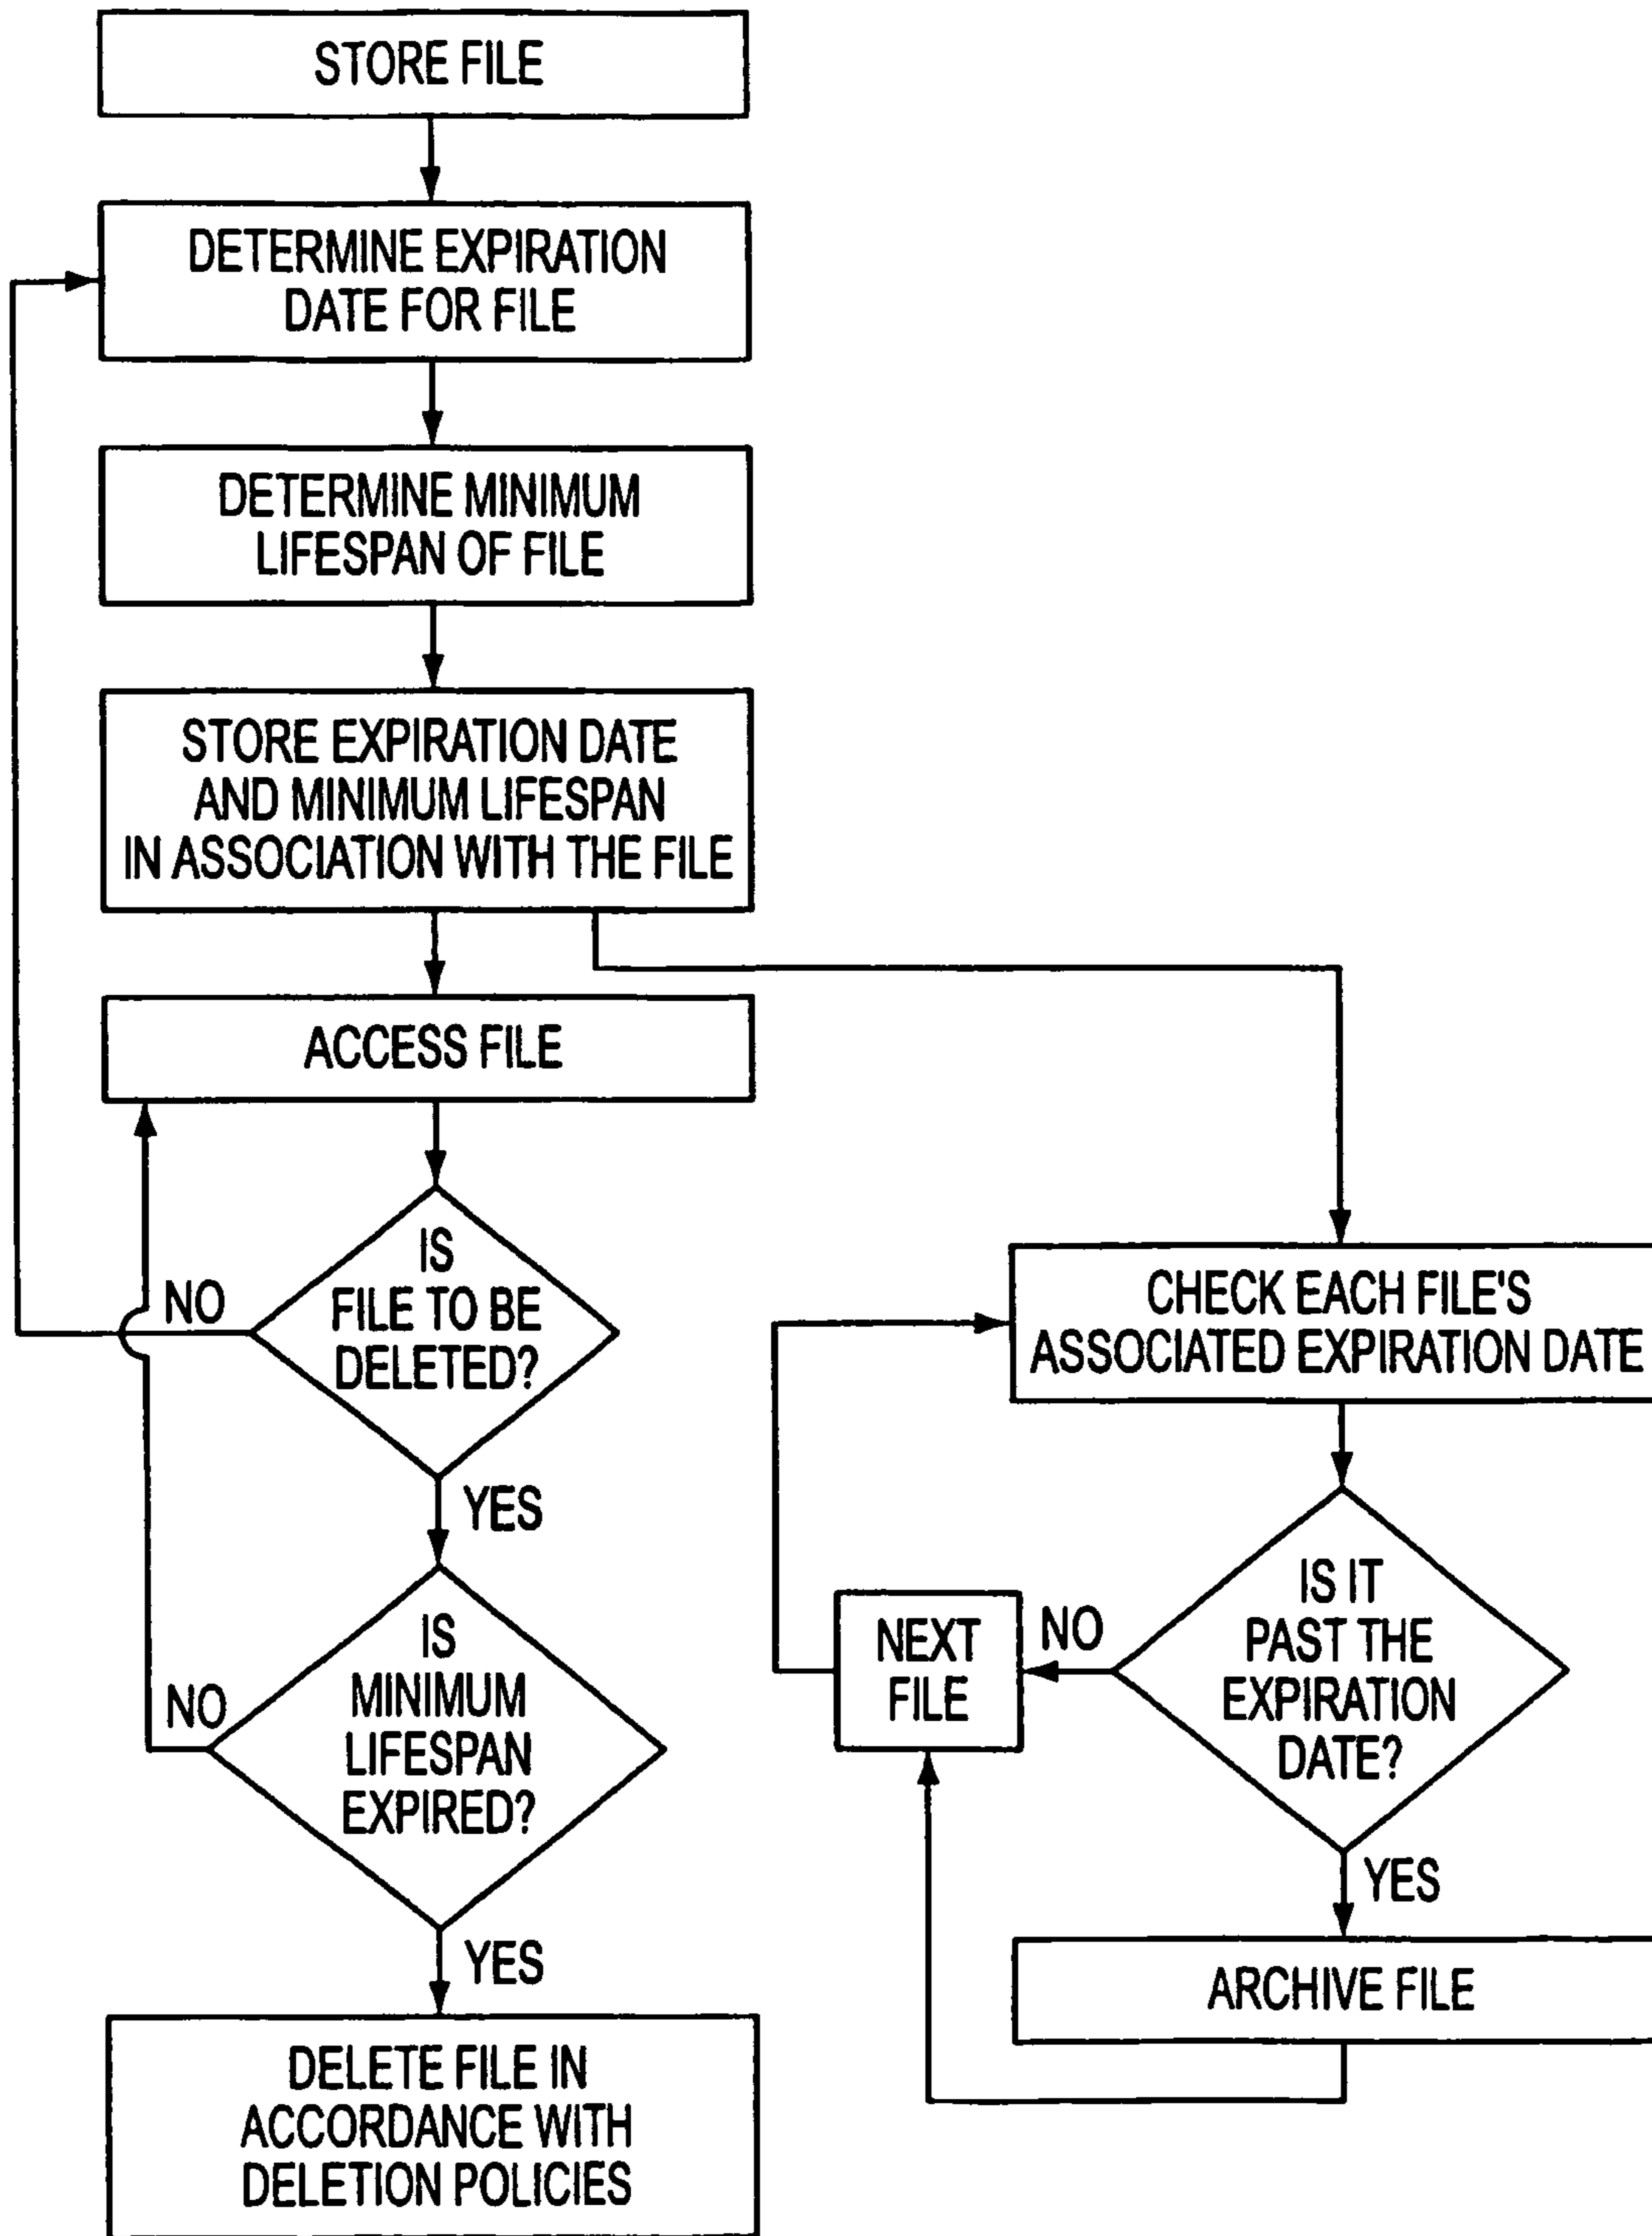 STORE FILE
DETERMINE EXPIRATION
DATE FOR FILE
DETERMINE MINIMUM
LIFESPAN OF FILE
STORE EXPIRATION DATE
AND MINIMUM LIFESPAN
IN ASSOCIATION WITH THE FILE
ACCESS FILE
IS
FILE TO BE
DELETED?
NO
YES
IS
MINIMUM
LIFESPAN
EXPIRED?
NO
YES
DELETE FILE IN
ACCORDANCE WITH
DELETION POLICIES
CHECK EACH FILE'S
ASSOCIATED EXPIRATION DATE
IS IT
PAST THE
EXPIRATION
DATE?
NO
NEXT
FILE
YES
ARCHIVE FILE